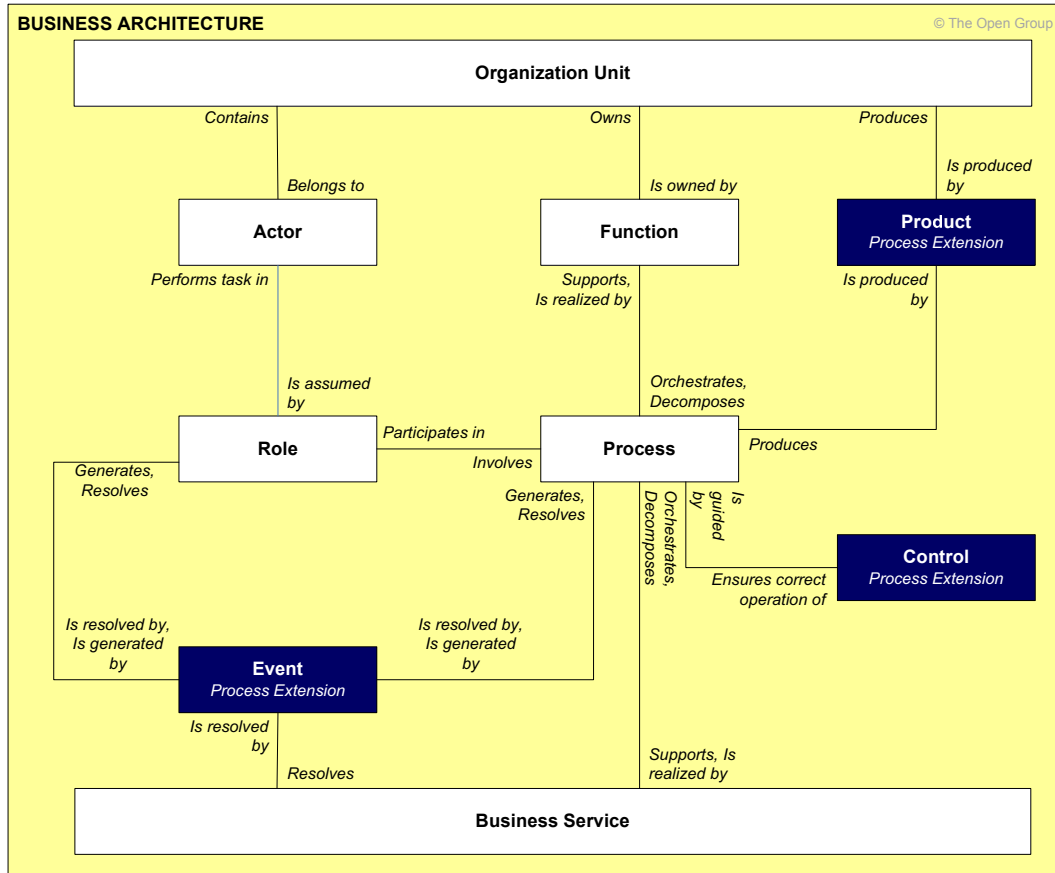 BUSINESS ARCHITECTURE
© The Open Group
Organization Unit
Contains
Owns
Produces
Belongs to
Is owned by
Is produced
by
Actor
Function
Product
Process Extension
Performs task in
Supports,
Is realized by
Is produced
by
Is assumed
by
Orchestrates,
Decomposes
Role
Participates in
Involves
Process
Produces
Generates,
Resolves
Generates,
Resolves
Orchestrates,
Decomposes
Is
guided
by
Control
Process Extension
Ensures correct
operation of
Is resolved by,
Is generated
by
Is resolved by,
Is generated
by
Event
Process Extension
Is resolved
by
Resolves
Supports, Is
realized by
Business Service